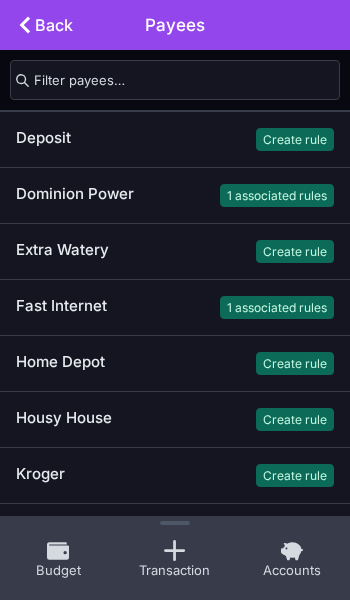 Back
Payees
Filter payees...
Deposit
Create rule
Dominion Power
1 associated rules
Extra Watery
Create rule
Fast Internet
1 associated rules
Home Depot
Create rule
Housy House
Create rule
Kroger
Create rule
Budget
Transaction
Accounts